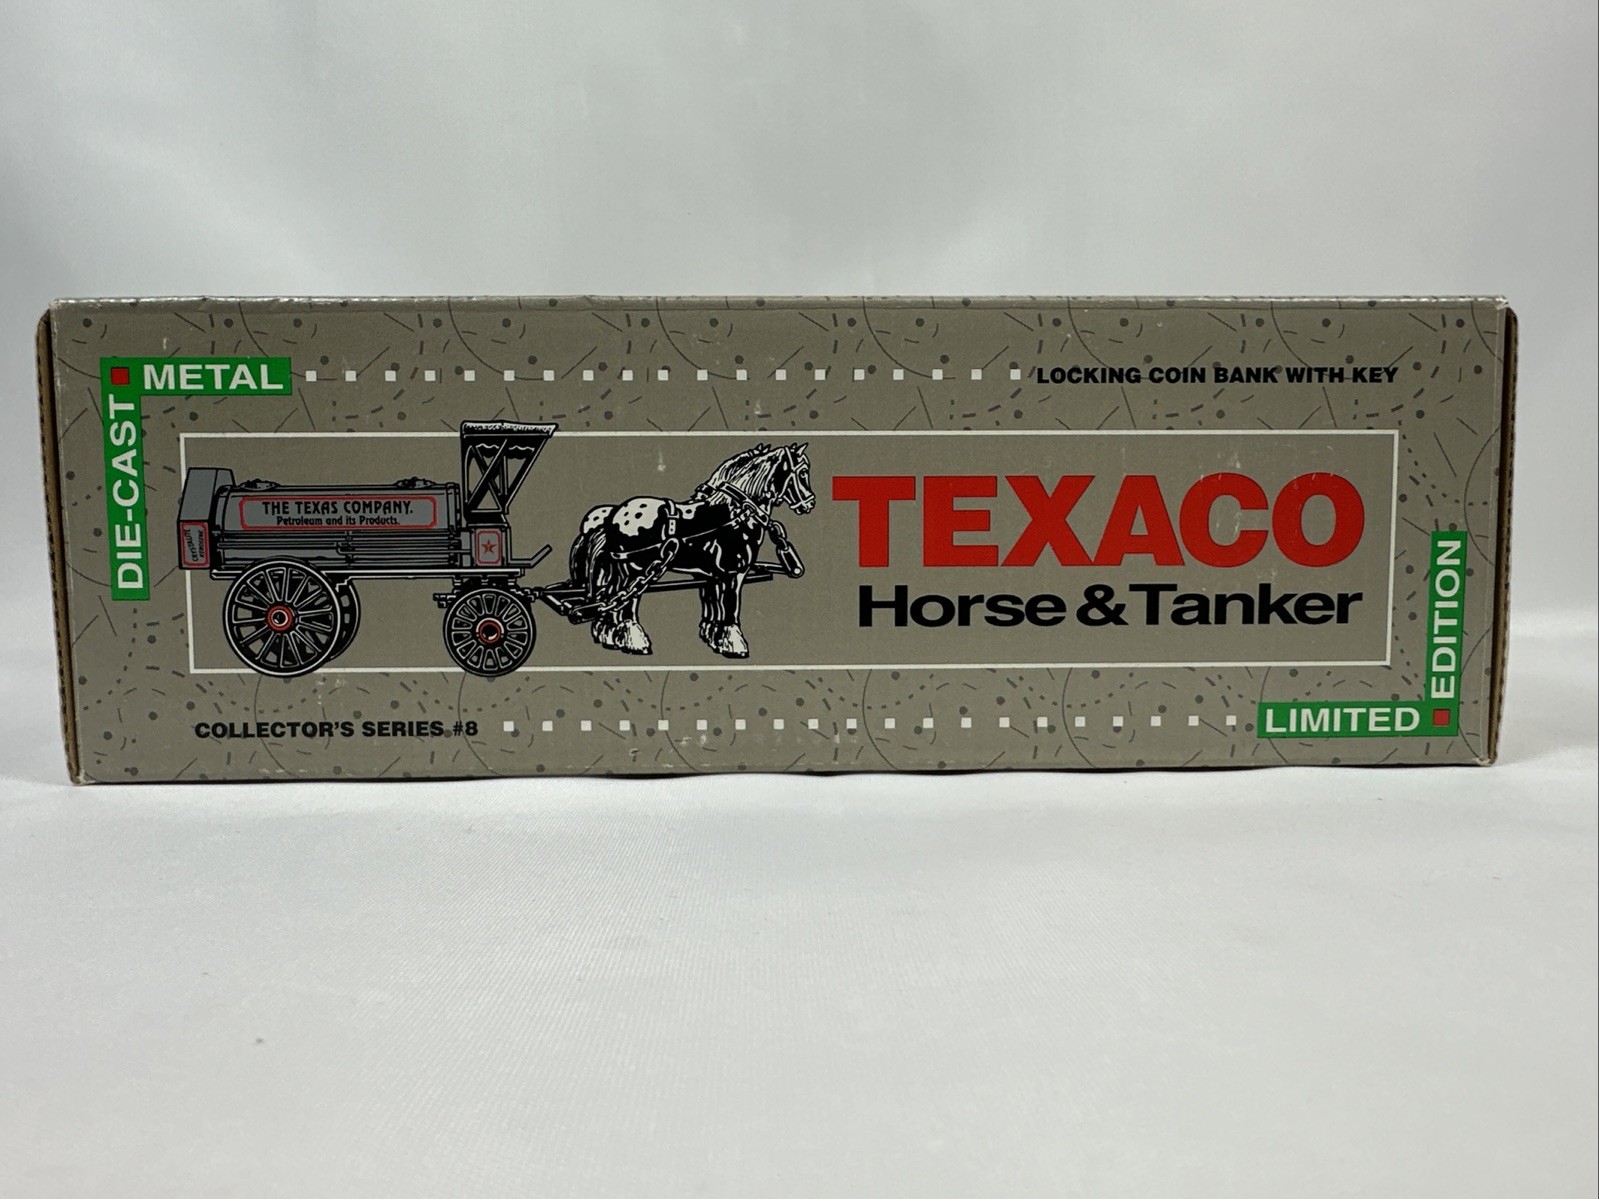 METAL
LOCKING COIN BANK WITH KEY
DIE-CAST
THE TEXAS COMPANY.
Petroleum and its Products.
TEXACO
Horse & Tanker
EDITION
COLLECTOR'S SERIES #8
LIMITED